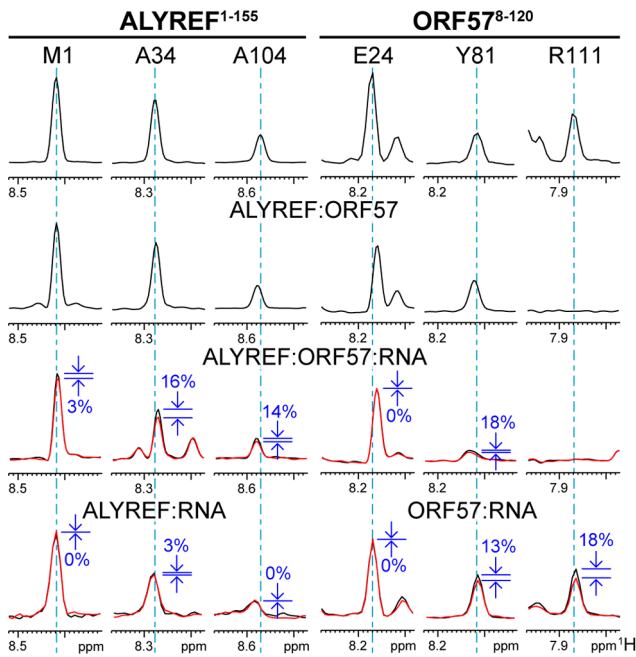 ALYREF1-155 ORF578-120
M1 A34 A104 E24 Y81 R111
8.5 8.3 8.6 8.2 8.2 7.9
ALYREF:ORF57
8.5 8.3 8.6 8.2 8.2 7.9
ALYREF:ORF57:RNA
3% 16% 14% 0% 18%
8.5 8.3 8.6 8.2 8.2 7.9
ALYREF:RNA ORF57:RNA
0% 3% 0% 0% 13% 18%
8.5 ppm 8.3 ppm 8.6 ppm 8.2 ppm 8.2 ppm 7.9 ppm 1H